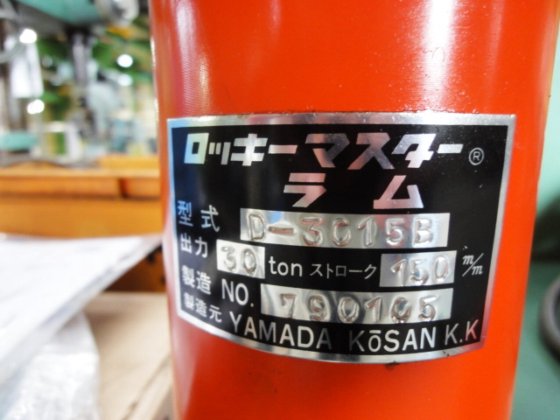 ロッキーマスター®
ラム
型式 D-3015B
出力 30 ton ストローク 150 m/m
製造 NO. 790105
製造元 YAMADA KōSAN K.K